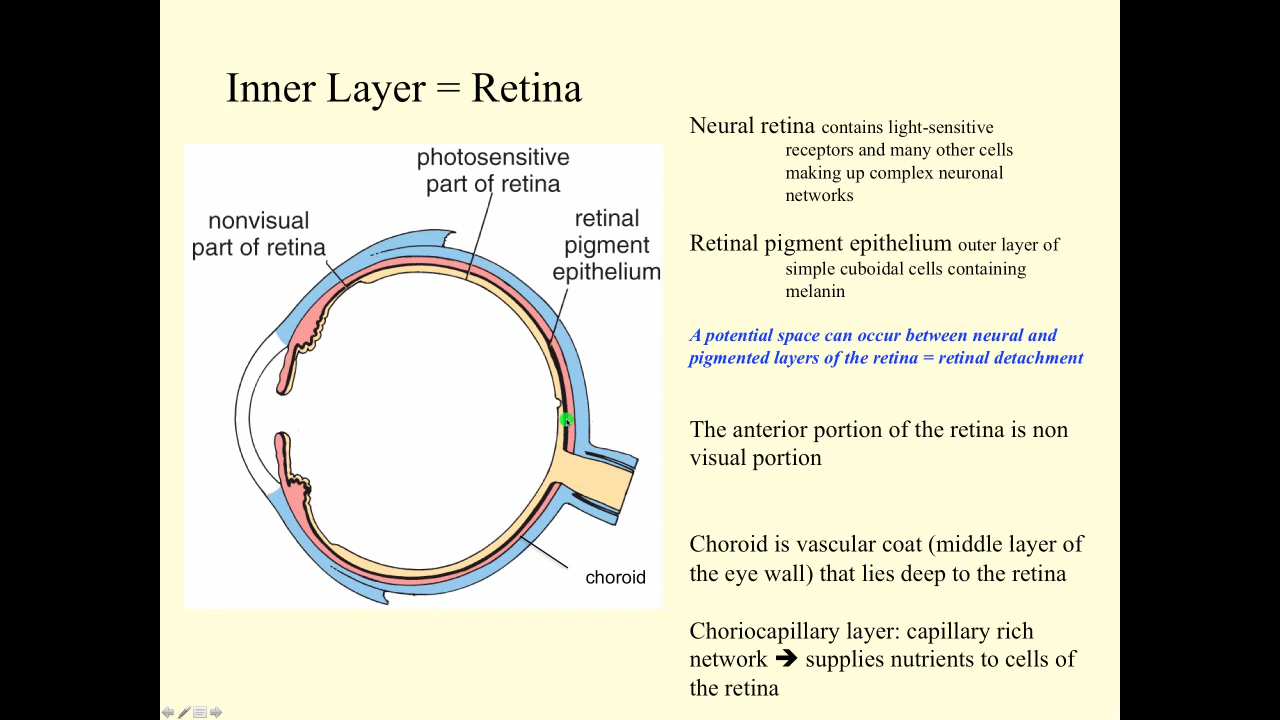 Inner Layer = Retina
photosensitive
part of retina
nonvisual
part of retina
retinal
pigment
epithelium
choroid
Neural retina contains light-sensitive
receptors and many other cells
making up complex neuronal
networks
Retinal pigment epithelium outer layer of
simple cuboidal cells containing
melanin
A potential space can occur between neural and
pigmented layers of the retina = retinal detachment
The anterior portion of the retina is non
visual portion
Choroid is vascular coat (middle layer of
the eye wall) that lies deep to the retina
Choriocapillary layer: capillary rich
network ➔ supplies nutrients to cells of
the retina